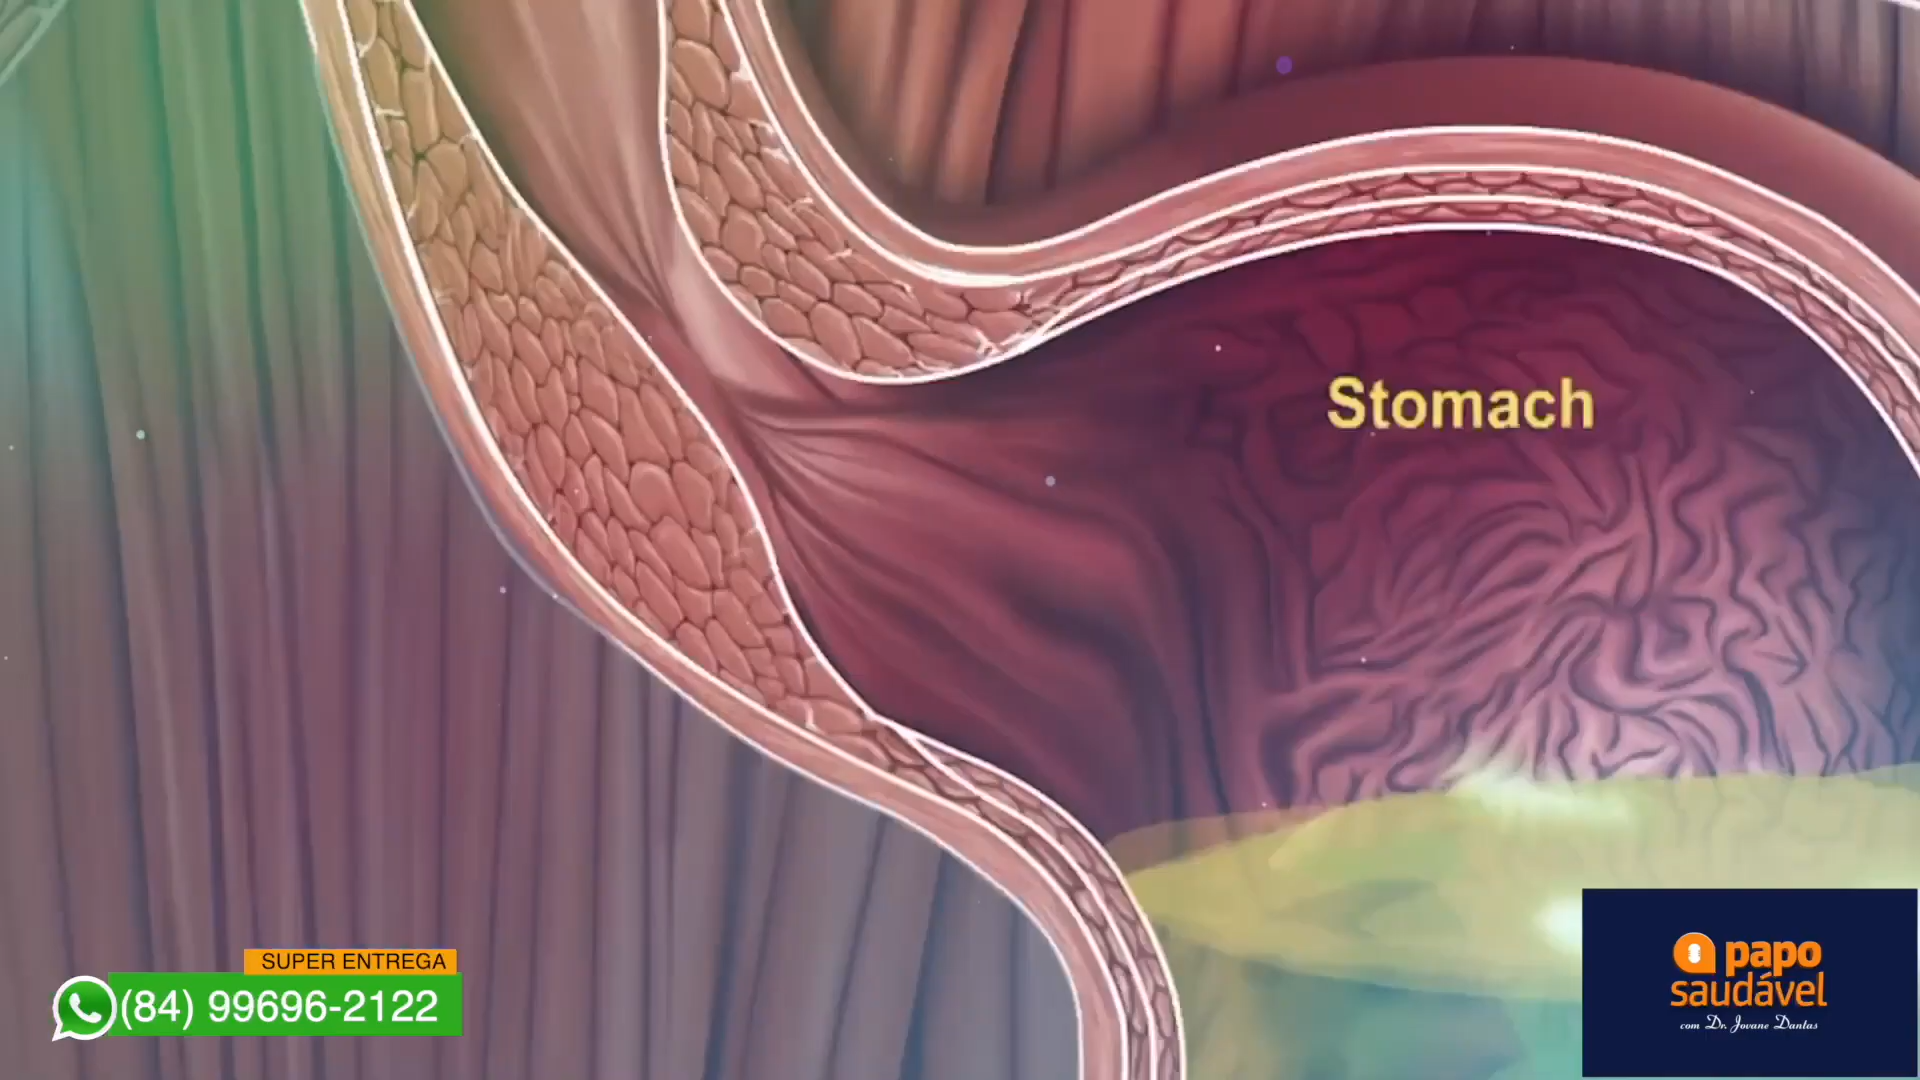 Stomach
SUPER ENTREGA
(84) 99696-2122
papo
saudável
com Dr. Jovane Dantas